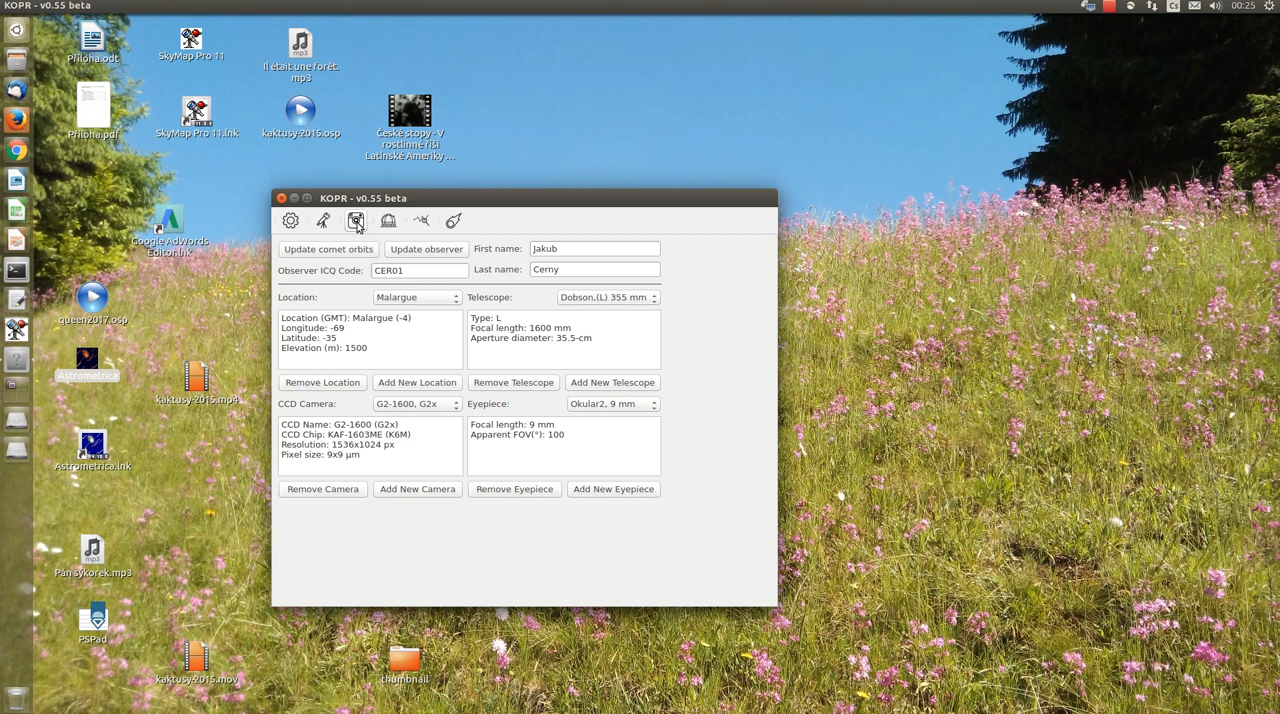 KOPR - v0.55 beta
Cs
00:25
Příloha.odt
SkyMap Pro 11
mp3
Il était une forêt.
mp3
Příloha.pdf
SkyMap Pro 11.lnk
kaktusy-2015.osp
České stopy - V
rostlinné říši
Latinské Ameriky ...
Google AdWords
Editor.lnk
queen2017.osp
Astrometrica
kaktusy-2015.mp4
Astrometrica.lnk
mp3
Pán sýkorek.mp3
PSPad
kaktusy-2015.mov
thumbnail
KOPR - v0.55 beta
Update comet orbits
Update observer
First name:
Jakub
Observer ICQ Code:
CER01
Last name:
Cerny
Location:
Malargue
Telescope:
Dobson,(L) 355 mm
Location (GMT): Malargue (-4)
Longitude: -69
Latitude: -35
Elevation (m): 1500
Type: L
Focal length: 1600 mm
Aperture diameter: 35.5-cm
Remove Location
Add New Location
Remove Telescope
Add New Telescope
CCD Camera:
G2-1600, G2x
Eyepiece:
Okular2, 9 mm
CCD Name: G2-1600 (G2x)
CCD Chip: KAF-1603ME (K6M)
Resolution: 1536x1024 px
Pixel size: 9x9 µm
Focal length: 9 mm
Apparent FOV(°): 100
Remove Camera
Add New Camera
Remove Eyepiece
Add New Eyepiece